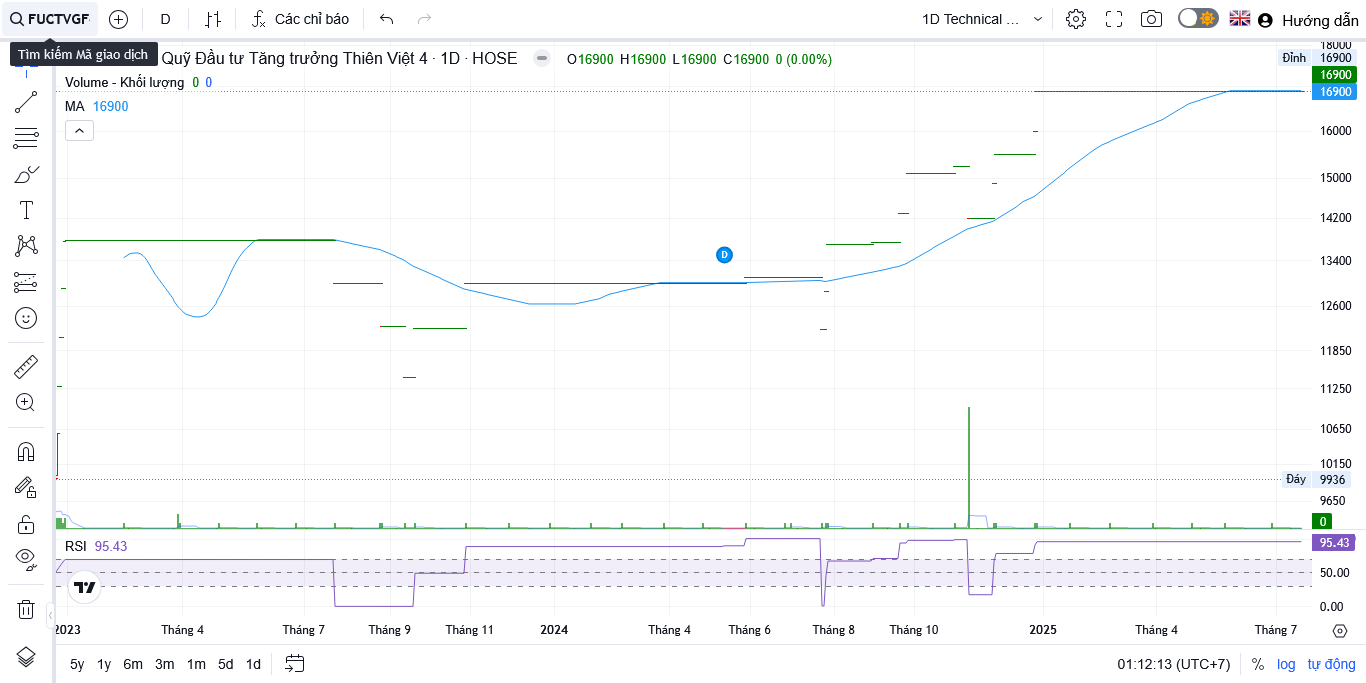 FUCTVGF
D
Các chỉ báo
1D Technical ...
Hướng dẫn
Tìm kiếm Mã giao dịch
Quỹ Đầu tư Tăng trưởng Thiên Việt 4 · 1D · HOSE
O16900 H16900 L16900 C16900 0 (0.00%)
Volume - Khối lượng 0 0
MA 16900
18000
Đỉnh 16900
16900
16900
16000
15000
14200
13400
D
12600
11850
11250
10650
10150
Đáy 9936
9650
0
RSI 95.43
95.43
50.00
0.00
2023 Tháng 4 Tháng 7 Tháng 9 Tháng 11 2024 Tháng 4 Tháng 6 Tháng 8 Tháng 10 2025 Tháng 4 Tháng 7
5y 1y 6m 3m 1m 5d 1d
01:12:13 (UTC+7) % log tự động